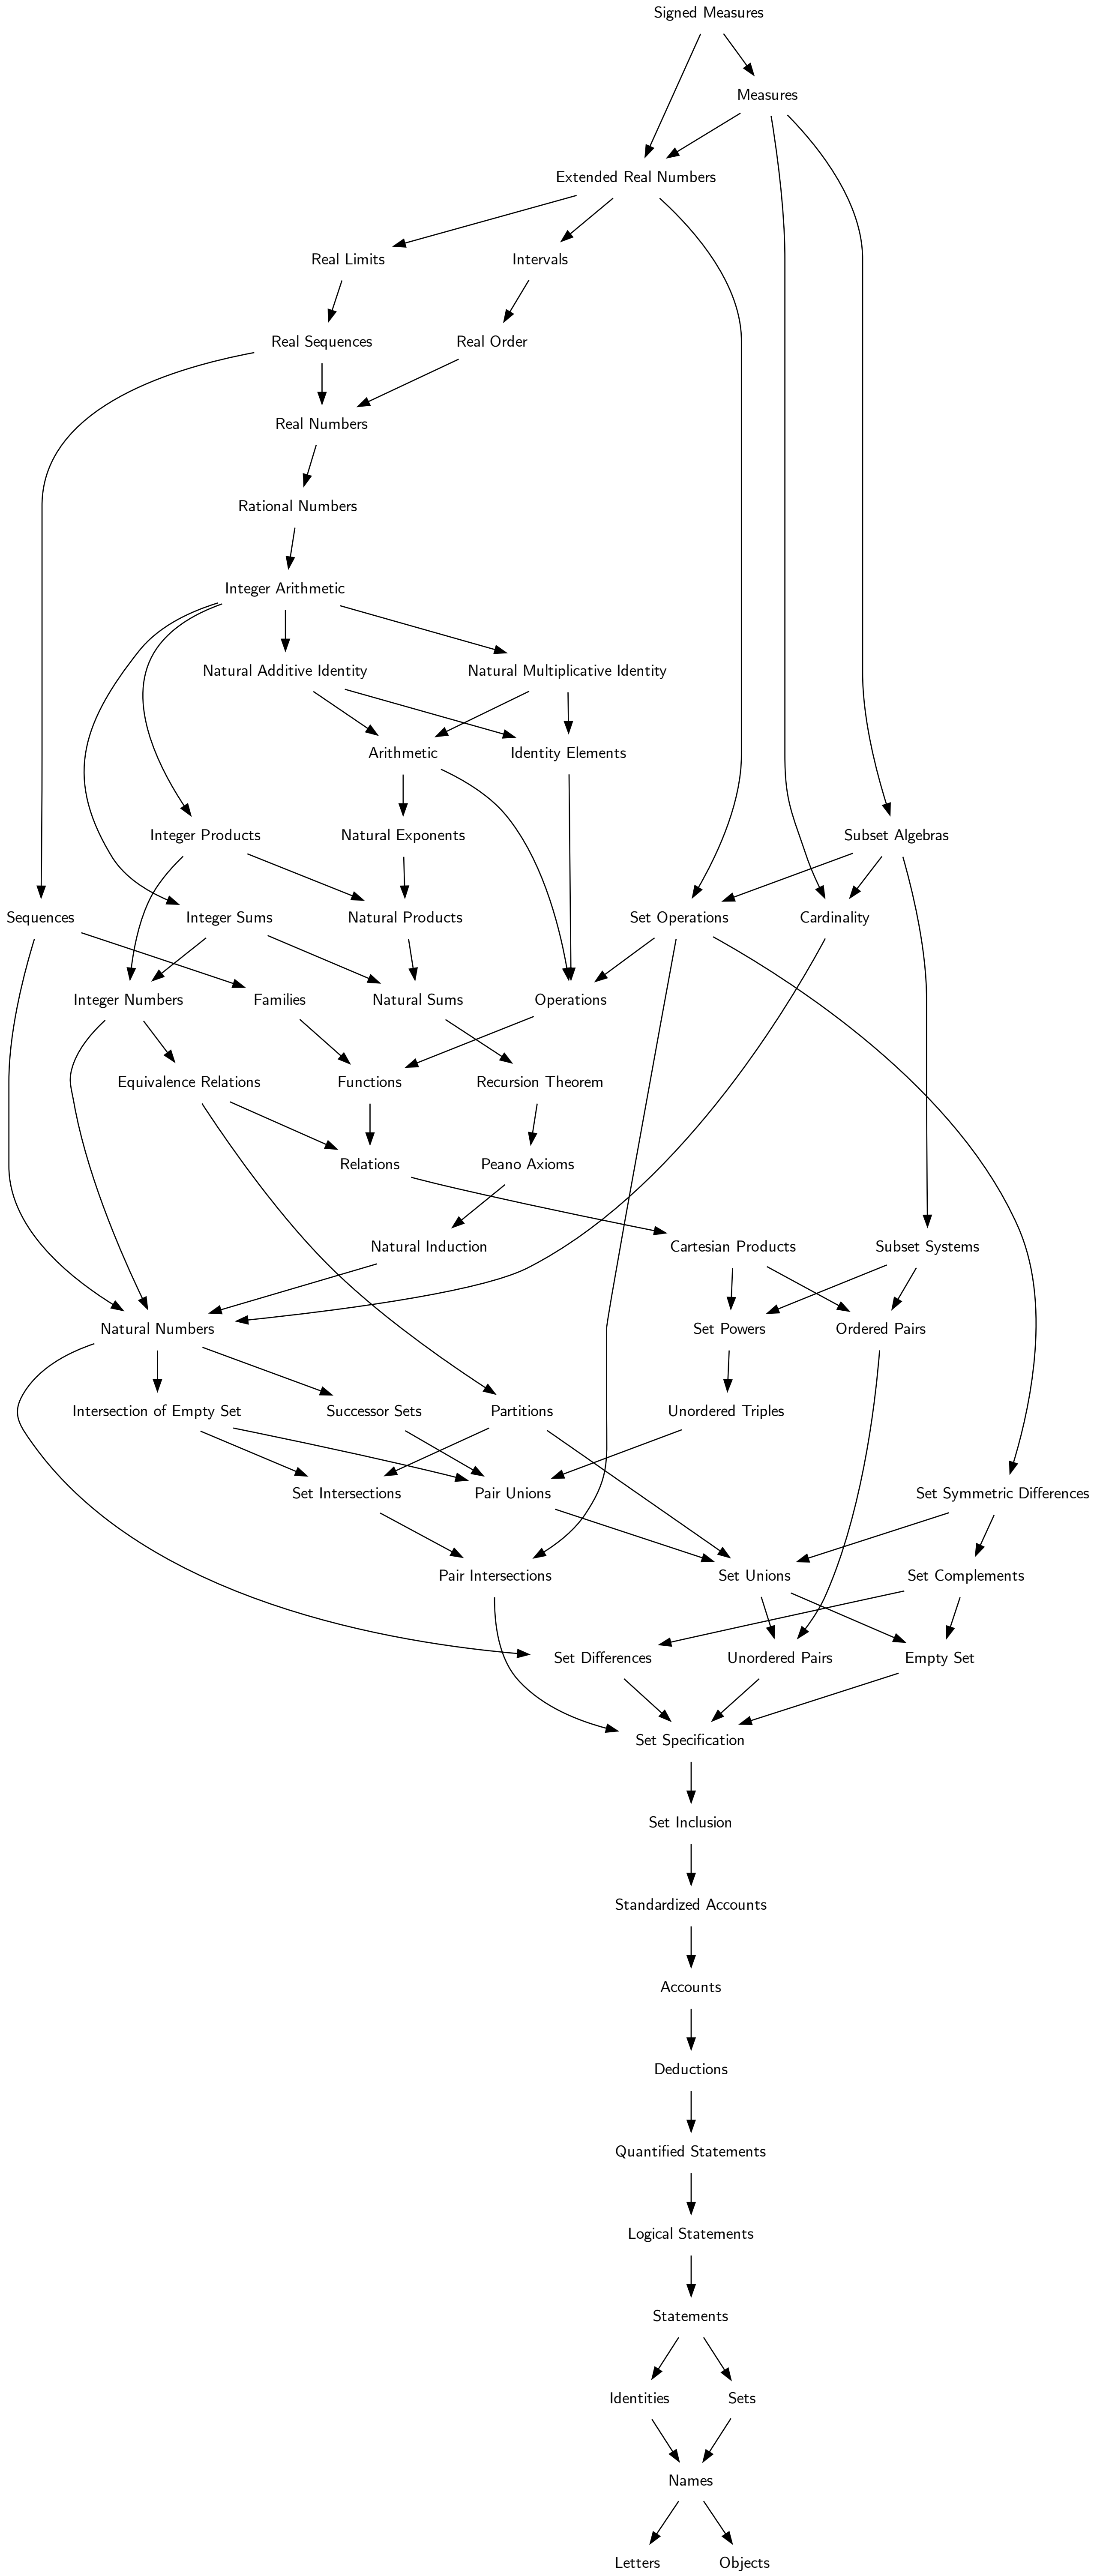 Signed Measures
Measures
Extended Real Numbers
Real Limits
Intervals
Real Sequences
Real Order
Real Numbers
Rational Numbers
Integer Arithmetic
Natural Additive Identity
Natural Multiplicative Identity
Arithmetic
Identity Elements
Integer Products
Natural Exponents
Subset Algebras
Sequences
Integer Sums
Natural Products
Set Operations
Cardinality
Integer Numbers
Families
Natural Sums
Operations
Equivalence Relations
Functions
Recursion Theorem
Relations
Peano Axioms
Natural Induction
Cartesian Products
Subset Systems
Natural Numbers
Set Powers
Ordered Pairs
Intersection of Empty Set
Successor Sets
Partitions
Unordered Triples
Set Intersections
Pair Unions
Set Symmetric Differences
Pair Intersections
Set Unions
Set Complements
Set Differences
Unordered Pairs
Empty Set
Set Specification
Set Inclusion
Standardized Accounts
Accounts
Deductions
Quantified Statements
Logical Statements
Statements
Identities
Sets
Names
Letters
Objects